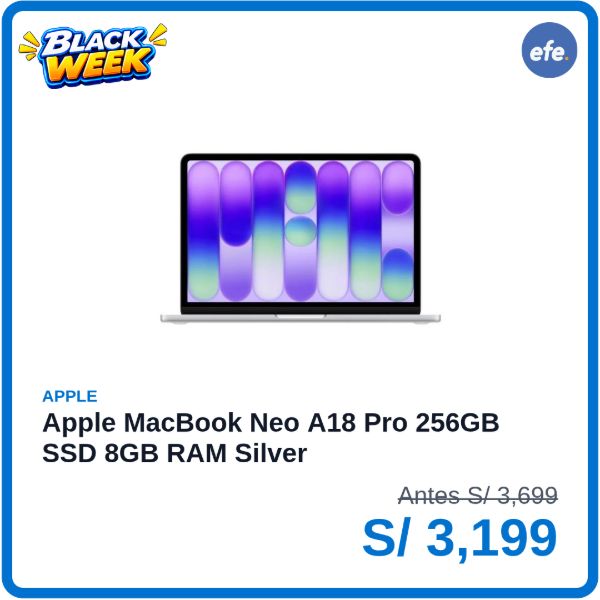 BLACK
WEEK
efe.
APPLE
Apple MacBook Neo A18 Pro 256GB
SSD 8GB RAM Silver
Antes S/ 3,699
S/ 3,199